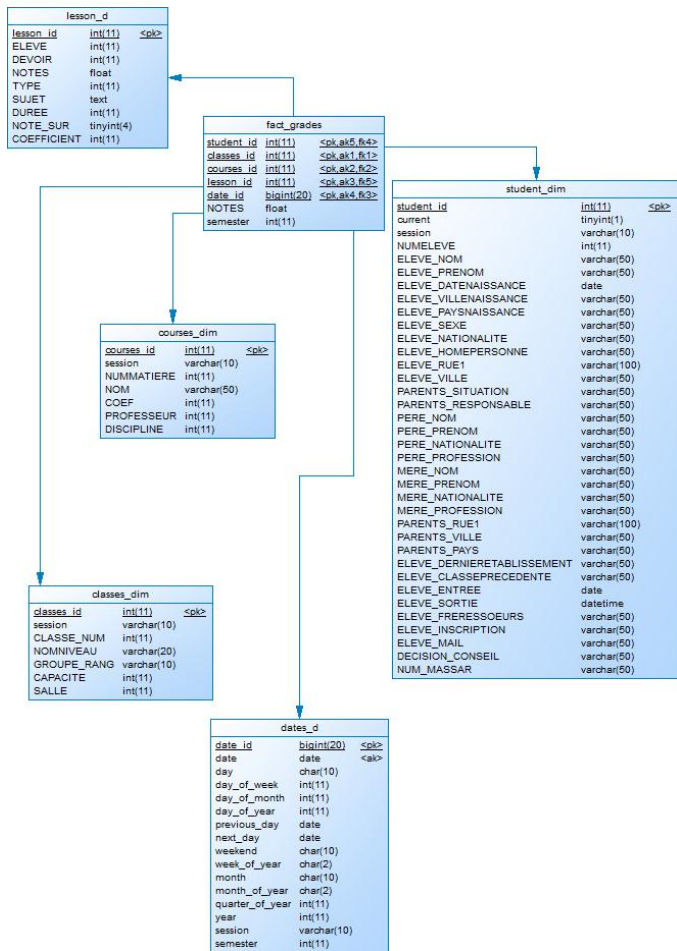 lesson_d
lesson_id int(11) <pk>
ELEVE int(11)
DEVOIR int(11)
NOTES float
TYPE int(11)
SUJET text
DUREE int(11)
NOTE_SUR tinyint(4)
COEFFICIENT int(11)
fact_grades
student_id int(11) <pk,ak5,fk4>
classes_id int(11) <pk,ak1,fk1>
courses_id int(11) <pk,ak2,fk2>
lesson_id int(11) <pk,ak3,fk5>
date_id bigint(20) <pk,ak4,fk3>
NOTES float
semester int(11)
student_dim
student_id int(11) <pk>
current tinyint(1)
session varchar(10)
NUMELEVE int(11)
ELEVE_NOM varchar(50)
ELEVE_PRENOM varchar(50)
ELEVE_DATENAISSANCE date
ELEVE_VILLENAISSANCE varchar(50)
ELEVE_PAYSNAISSANCE varchar(50)
ELEVE_SEXE varchar(50)
ELEVE_NATIONALITE varchar(50)
ELEVE_HOMEPERSONNE varchar(50)
ELEVE_RUE1 varchar(100)
ELEVE_VILLE varchar(50)
PARENTS_SITUATION varchar(50)
PARENTS_RESPONSABLE varchar(50)
PERE_NOM varchar(50)
PERE_PRENOM varchar(50)
PERE_NATIONALITE varchar(50)
PERE_PROFESSION varchar(50)
MERE_NOM varchar(50)
MERE_PRENOM varchar(50)
MERE_NATIONALITE varchar(50)
MERE_PROFESSION varchar(50)
PARENTS_RUE1 varchar(100)
PARENTS_VILLE varchar(50)
PARENTS_PAYS varchar(50)
ELEVE_DERNIERETABLISSEMENT varchar(50)
ELEVE_CLASSEPRECEDENTE varchar(50)
ELEVE_ENTREE date
ELEVE_SORTIE datetime
ELEVE_FRERESSOEURS varchar(50)
ELEVE_INSCRIPTION varchar(50)
ELEVE_MAIL varchar(50)
DECISION_CONSEIL varchar(50)
NUM_MASSAR varchar(50)
courses_dim
courses_id int(11) <pk>
session varchar(10)
NUMMATIERE int(11)
NOM varchar(50)
COEF int(11)
PROFESSEUR int(11)
DISCIPLINE int(11)
classes_dim
classes_id int(11) <pk>
session varchar(10)
CLASSE_NUM int(11)
NOMNIVEAU varchar(20)
GROUPE_RANG varchar(10)
CAPACITE int(11)
SALLE int(11)
dates_d
date_id bigint(20) <pk>
date date <ak>
day char(10)
day_of_week int(11)
day_of_month int(11)
day_of_year int(11)
previous_day date
next_day date
weekend char(10)
week_of_year char(2)
month char(10)
month_of_year char(2)
quarter_of_year int(11)
year int(11)
session varchar(10)
semester int(11)